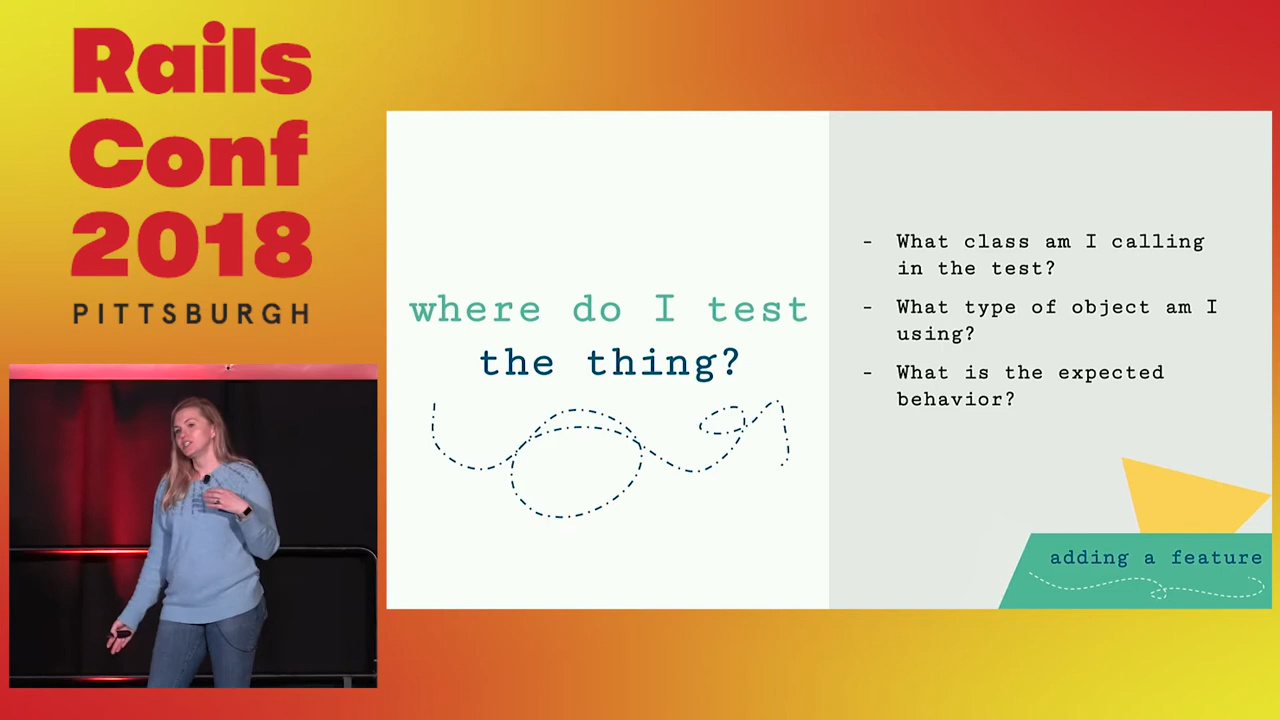 Rails
Conf
2018
PITTSBURGH
where do I test
the thing?
- What class am I calling
in the test?
- What type of object am I
using?
- What is the expected
behavior?
adding a feature